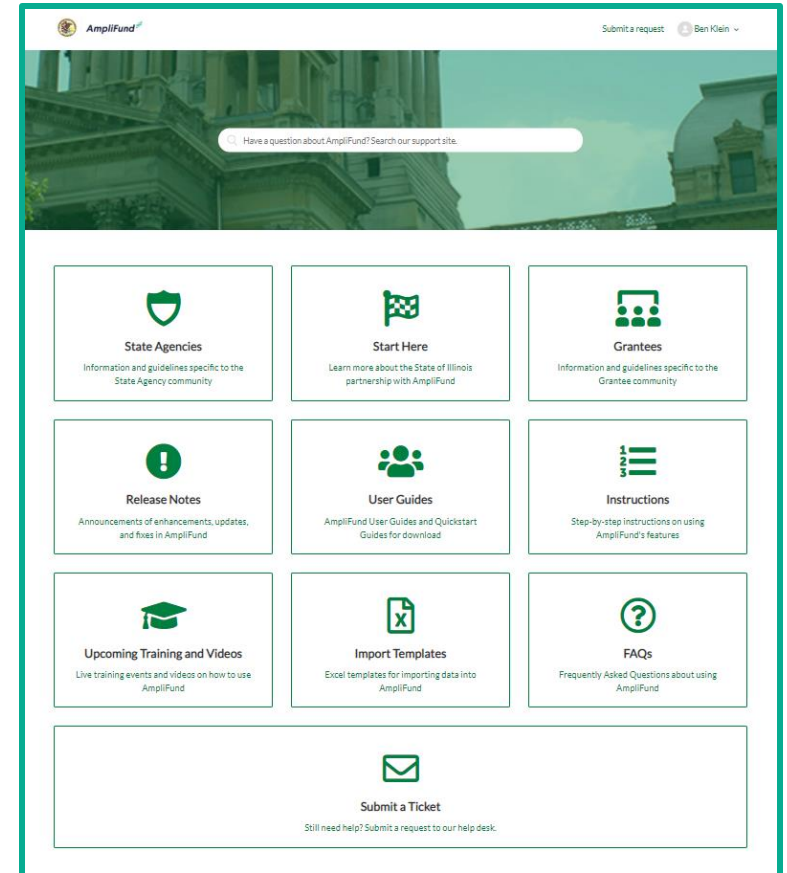 AmpliFund
Submit a request
Ben Klein
Have a question about AmpliFund? Search our support site.
State Agencies
Information and guidelines specific to the
State Agency community
Start Here
Learn more about the State of Illinois
partnership with AmpliFund
Grantees
Information and guidelines specific to the
Grantee community
Release Notes
Announcements of enhancements, updates,
and fixes in AmpliFund
User Guides
AmpliFund User Guides and Quickstart
Guides for download
1
2
3
Instructions
Step-by-step instructions on using
AmpliFund's features
Upcoming Training and Videos
Live training events and videos on how to use
AmpliFund
X
Import Templates
Excel templates for importing data into
AmpliFund
FAQs
Frequently Asked Questions about using
AmpliFund
Submit a Ticket
Still need help? Submit a request to our help desk.